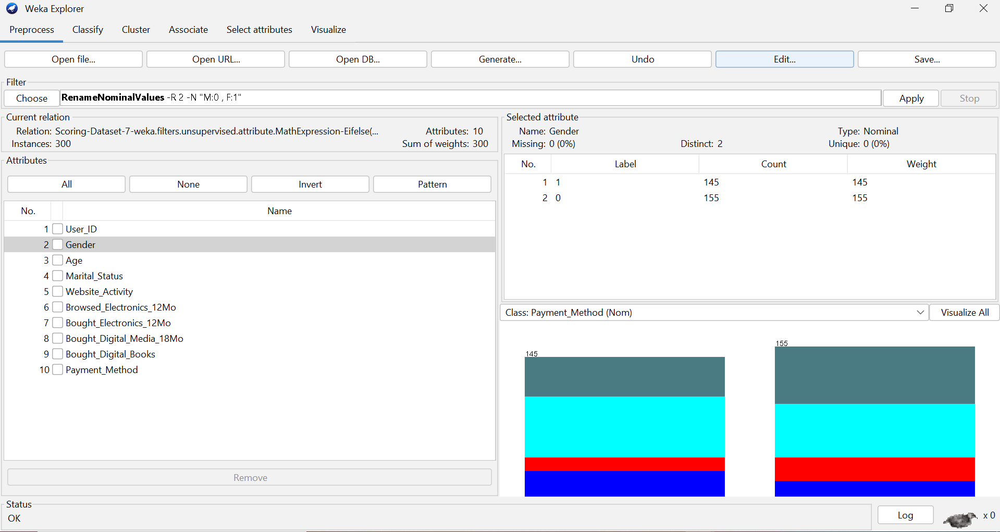 Weka Explorer
Preprocess Classify Cluster Associate Select attributes Visualize
Open file... Open URL... Open DB... Generate... Undo Edit... Save...
Filter
Choose RenameNominalValues -R 2 -N "M:0 , F:1" Apply Stop
Current relation
Relation: Scoring-Dataset-7-weka.filters.unsupervised.attribute.MathExpression-Eifelse(... Attributes: 10
Instances: 300 Sum of weights: 300
Attributes
All None Invert Pattern
No. Name
1 User_ID
2 Gender
3 Age
4 Marital_Status
5 Website_Activity
6 Browsed_Electronics_12Mo
7 Bought_Electronics_12Mo
8 Bought_Digital_Media_18Mo
9 Bought_Digital_Books
10 Payment_Method
Remove
Selected attribute
Name: Gender Type: Nominal
Missing: 0 (0%) Distinct: 2 Unique: 0 (0%)
No. Label Count Weight
1 1 145 145
2 0 155 155
Class: Payment_Method (Nom) Visualize All
145
155
Status
OK
Log x 0